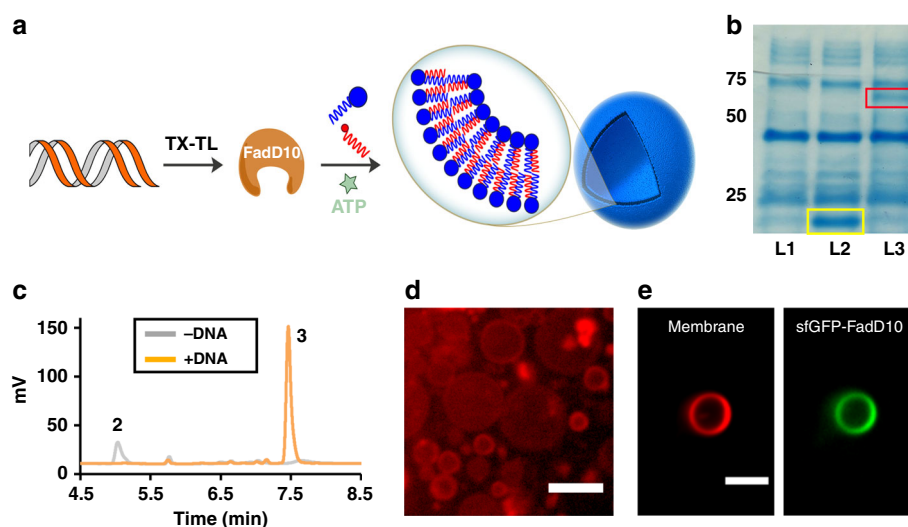 a
TX-TL
FadD10
ATP
b
75
50
25
L1 L2 L3
c
150
100
50
0
mV
–DNA
+DNA
2
3
4.5 5.5 6.5 7.5 8.5
Time (min)
d
e
Membrane
sfGFP-FadD10